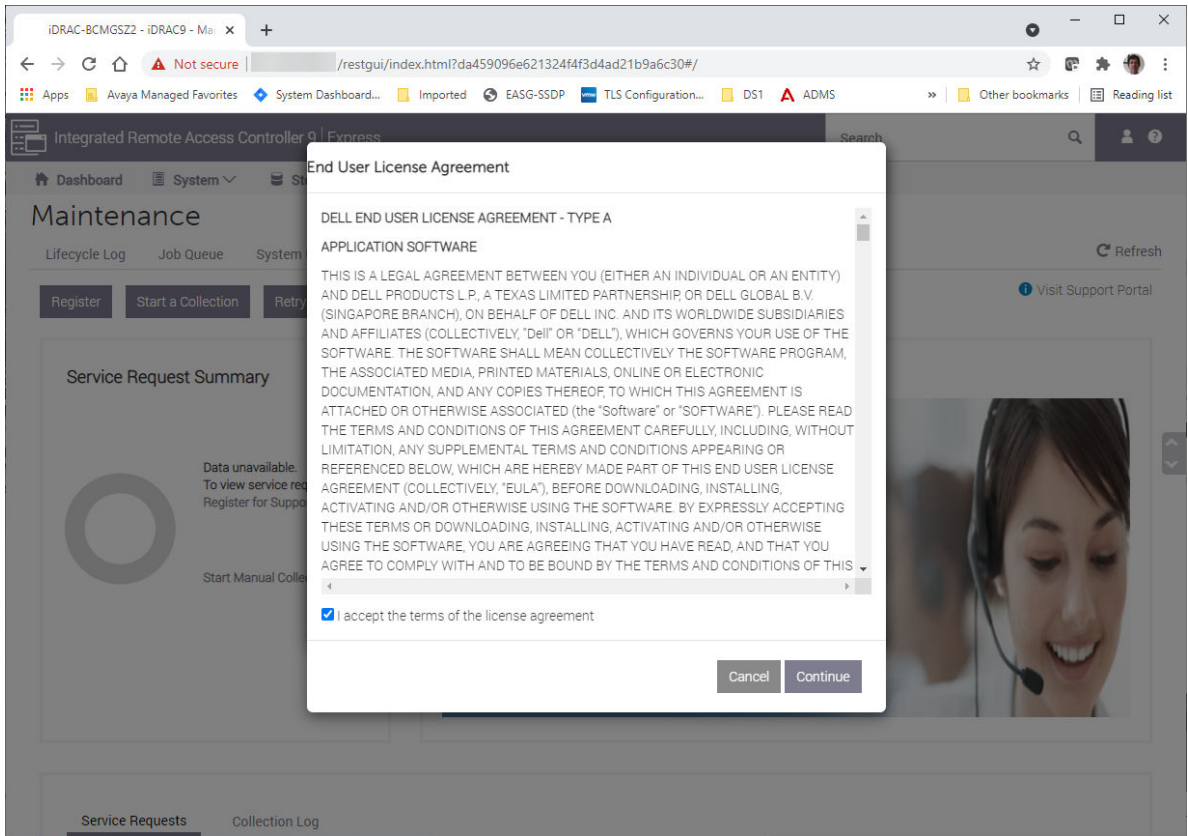 iDRAC-BCMGSZ2 - iDRAC9 - Mai
Not secure
/restgui/index.html?da459096e621324f4f3d4ad21b9a6c30#/
Apps Avaya Managed Favorites System Dashboard... Imported EASG-SSDP TLS Configuration... DS1 ADMS » Other bookmarks Reading list
Integrated Remote Access Controller 9 | Express Search
Dashboard System St
Maintenance
Lifecycle Log Job Queue System Refresh
Register Start a Collection Retry Visit Support Portal
Service Request Summary
Data unavailable.
To view service req
Register for Suppo
Start Manual Colle
End User License Agreement
DELL END USER LICENSE AGREEMENT - TYPE A
APPLICATION SOFTWARE
THIS IS A LEGAL AGREEMENT BETWEEN YOU (EITHER AN INDIVIDUAL OR AN ENTITY)
AND DELL PRODUCTS L.P., A TEXAS LIMITED PARTNERSHIP, OR DELL GLOBAL B.V.
(SINGAPORE BRANCH), ON BEHALF OF DELL INC. AND ITS WORLDWIDE SUBSIDIARIES
AND AFFILIATES (COLLECTIVELY, "Dell" OR "DELL"), WHICH GOVERNS YOUR USE OF THE
SOFTWARE. THE SOFTWARE SHALL MEAN COLLECTIVELY THE SOFTWARE PROGRAM,
THE ASSOCIATED MEDIA, PRINTED MATERIALS, ONLINE OR ELECTRONIC
DOCUMENTATION, AND ANY COPIES THEREOF, TO WHICH THIS AGREEMENT IS
ATTACHED OR OTHERWISE ASSOCIATED (the "Software" or "SOFTWARE"). PLEASE READ
THE TERMS AND CONDITIONS OF THIS AGREEMENT CAREFULLY, INCLUDING, WITHOUT
LIMITATION, ANY SUPPLEMENTAL TERMS AND CONDITIONS APPEARING OR
REFERENCED BELOW, WHICH ARE HEREBY MADE PART OF THIS END USER LICENSE
AGREEMENT (COLLECTIVELY, "EULA"), BEFORE DOWNLOADING, INSTALLING,
ACTIVATING AND/OR OTHERWISE USING THE SOFTWARE. BY EXPRESSLY ACCEPTING
THESE TERMS OR DOWNLOADING, INSTALLING, ACTIVATING AND/OR OTHERWISE
USING THE SOFTWARE, YOU ARE AGREEING THAT YOU HAVE READ, AND THAT YOU
AGREE TO COMPLY WITH AND TO BE BOUND BY THE TERMS AND CONDITIONS OF THIS
I accept the terms of the license agreement
Cancel Continue
Service Requests Collection Log